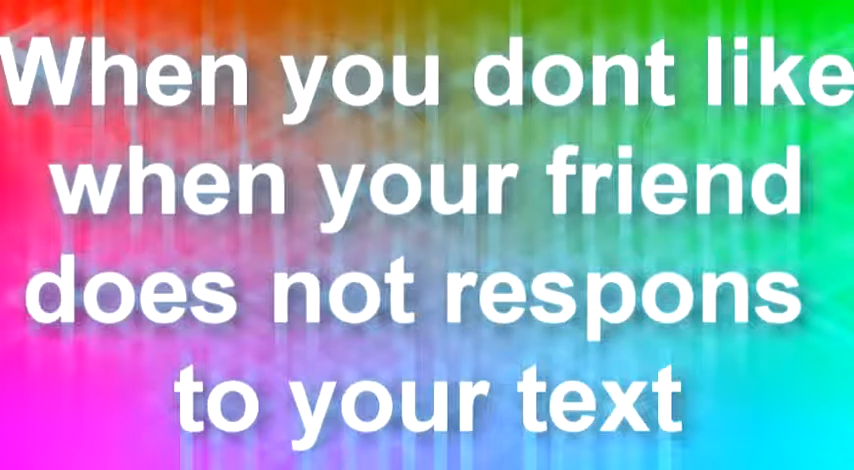 When you dont like
when your friend
does not respons
to your text